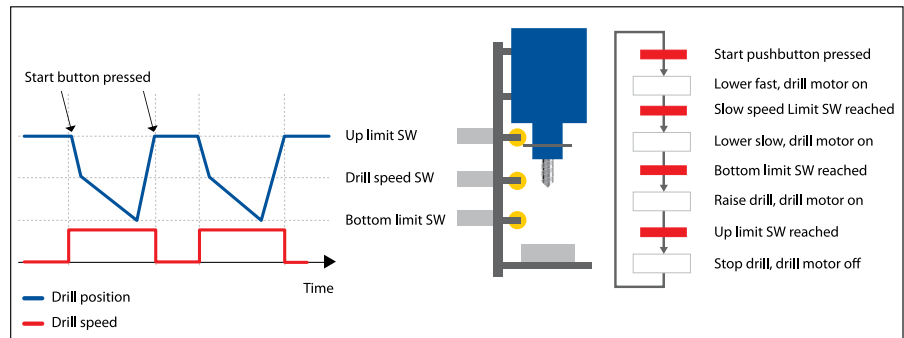 Start button pressed
Up limit SW
Drill speed SW
Bottom limit SW
Time
Drill position
Drill speed
Start pushbutton pressed
Lower fast, drill motor on
Slow speed Limit SW reached
Lower slow, drill motor on
Bottom limit SW reached
Raise drill, drill motor on
Up limit SW reached
Stop drill, drill motor off